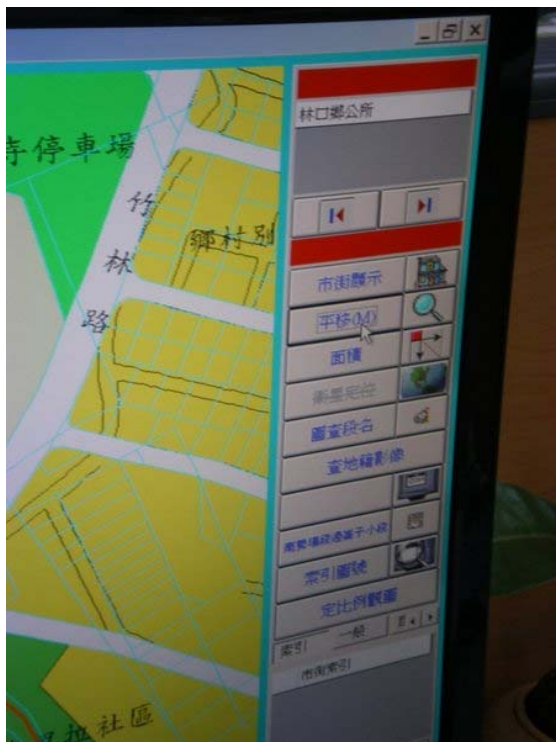 林口鄉公所
寺停車場
竹林路
鄉村別
市街顯示
平移(M)
面積
衛星定位
圖查段名
查地籍影像
索引圖號
定比例觀圖
索引
一般
市街索引
地社區